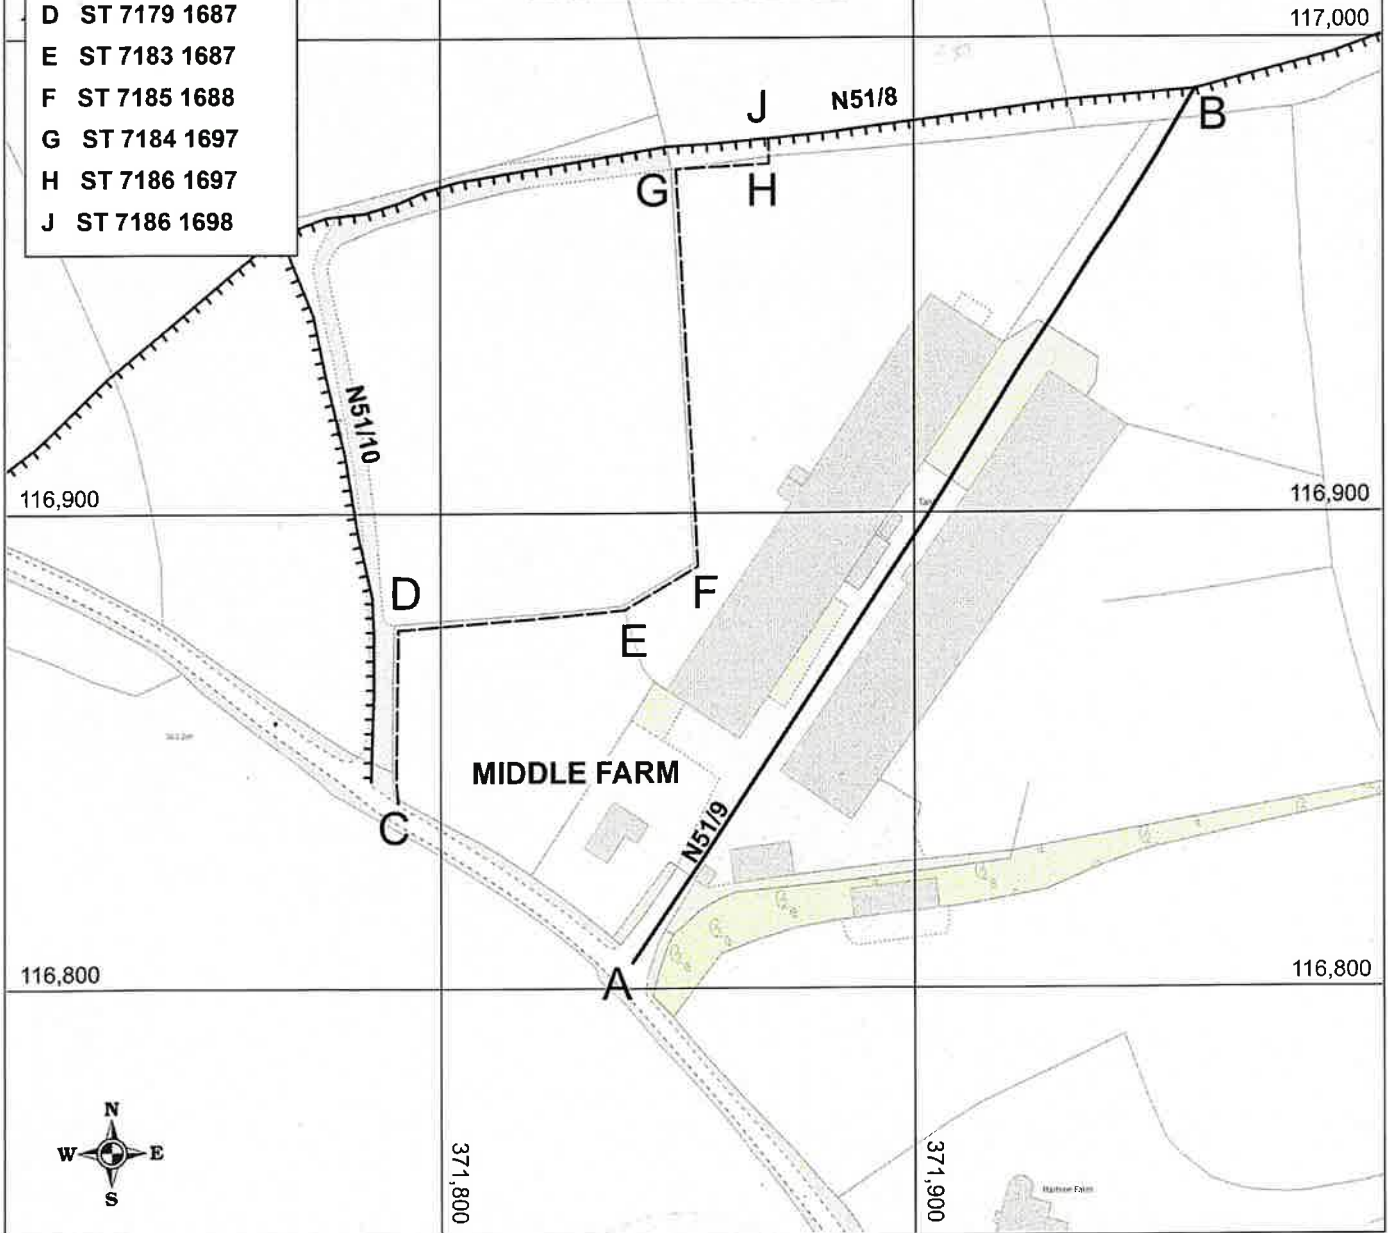 D ST 7179 1687
E ST 7183 1687
F ST 7185 1688
G ST 7184 1697
H ST 7186 1697
J ST 7186 1698
117,000
J
N51/8
B
G
H
N51/10
116,900
116,900
D
F
E
MIDDLE FARM
N51/9
C
A
116,800
116,800
N
W
E
S
371,800
371,900